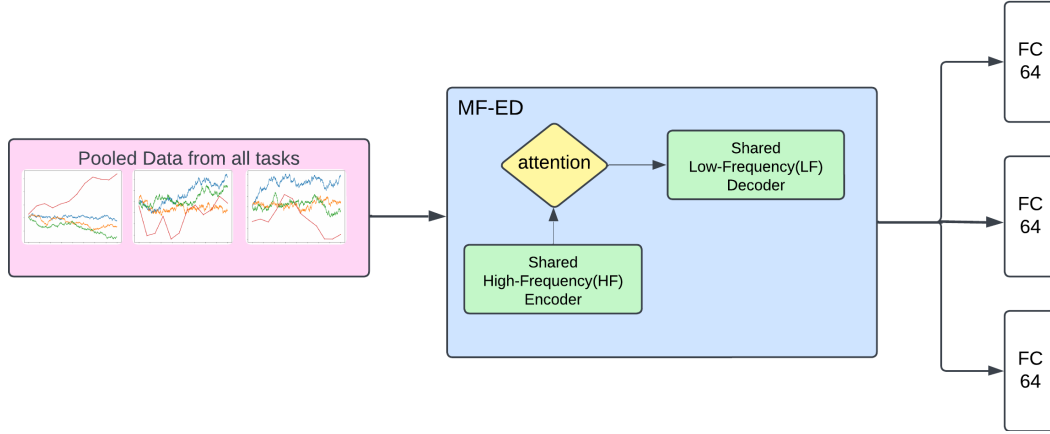 Pooled Data from all tasks
MF-ED
attention
Shared
Low-Frequency(LF)
Decoder
Shared
High-Frequency(HF)
Encoder
FC
64
FC
64
FC
64